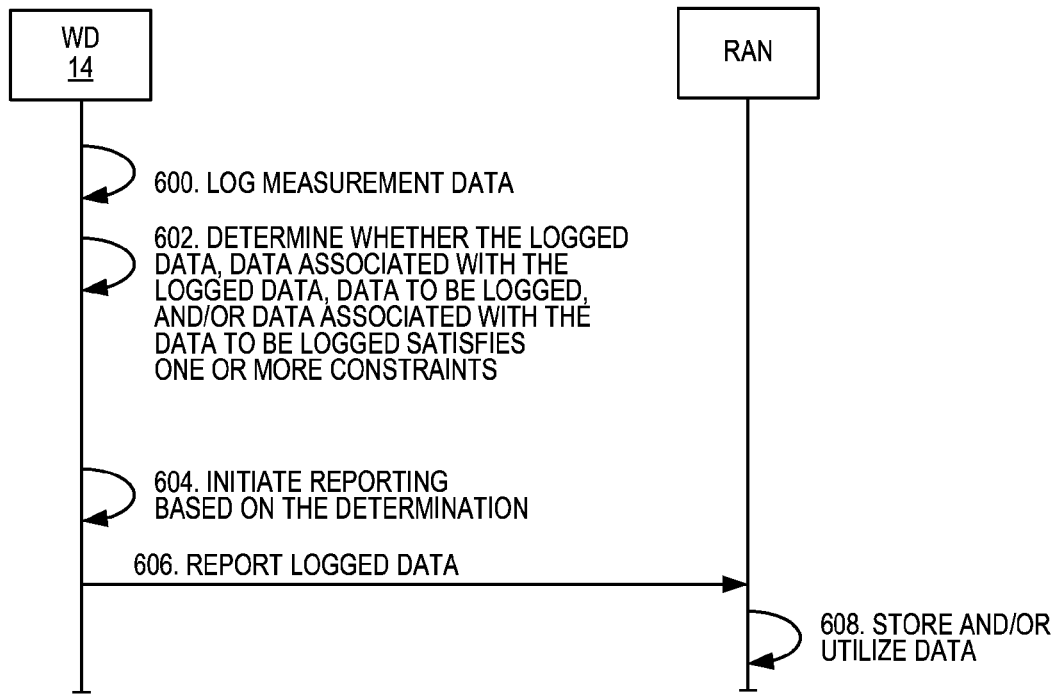 WD
14
RAN
600. LOG MEASUREMENT DATA
602. DETERMINE WHETHER THE LOGGED
DATA, DATA ASSOCIATED WITH THE
LOGGED DATA, DATA TO BE LOGGED,
AND/OR DATA ASSOCIATED WITH THE
DATA TO BE LOGGED SATISFIES
ONE OR MORE CONSTRAINTS
604. INITIATE REPORTING
BASED ON THE DETERMINATION
606. REPORT LOGGED DATA
608. STORE AND/OR
UTILIZE DATA